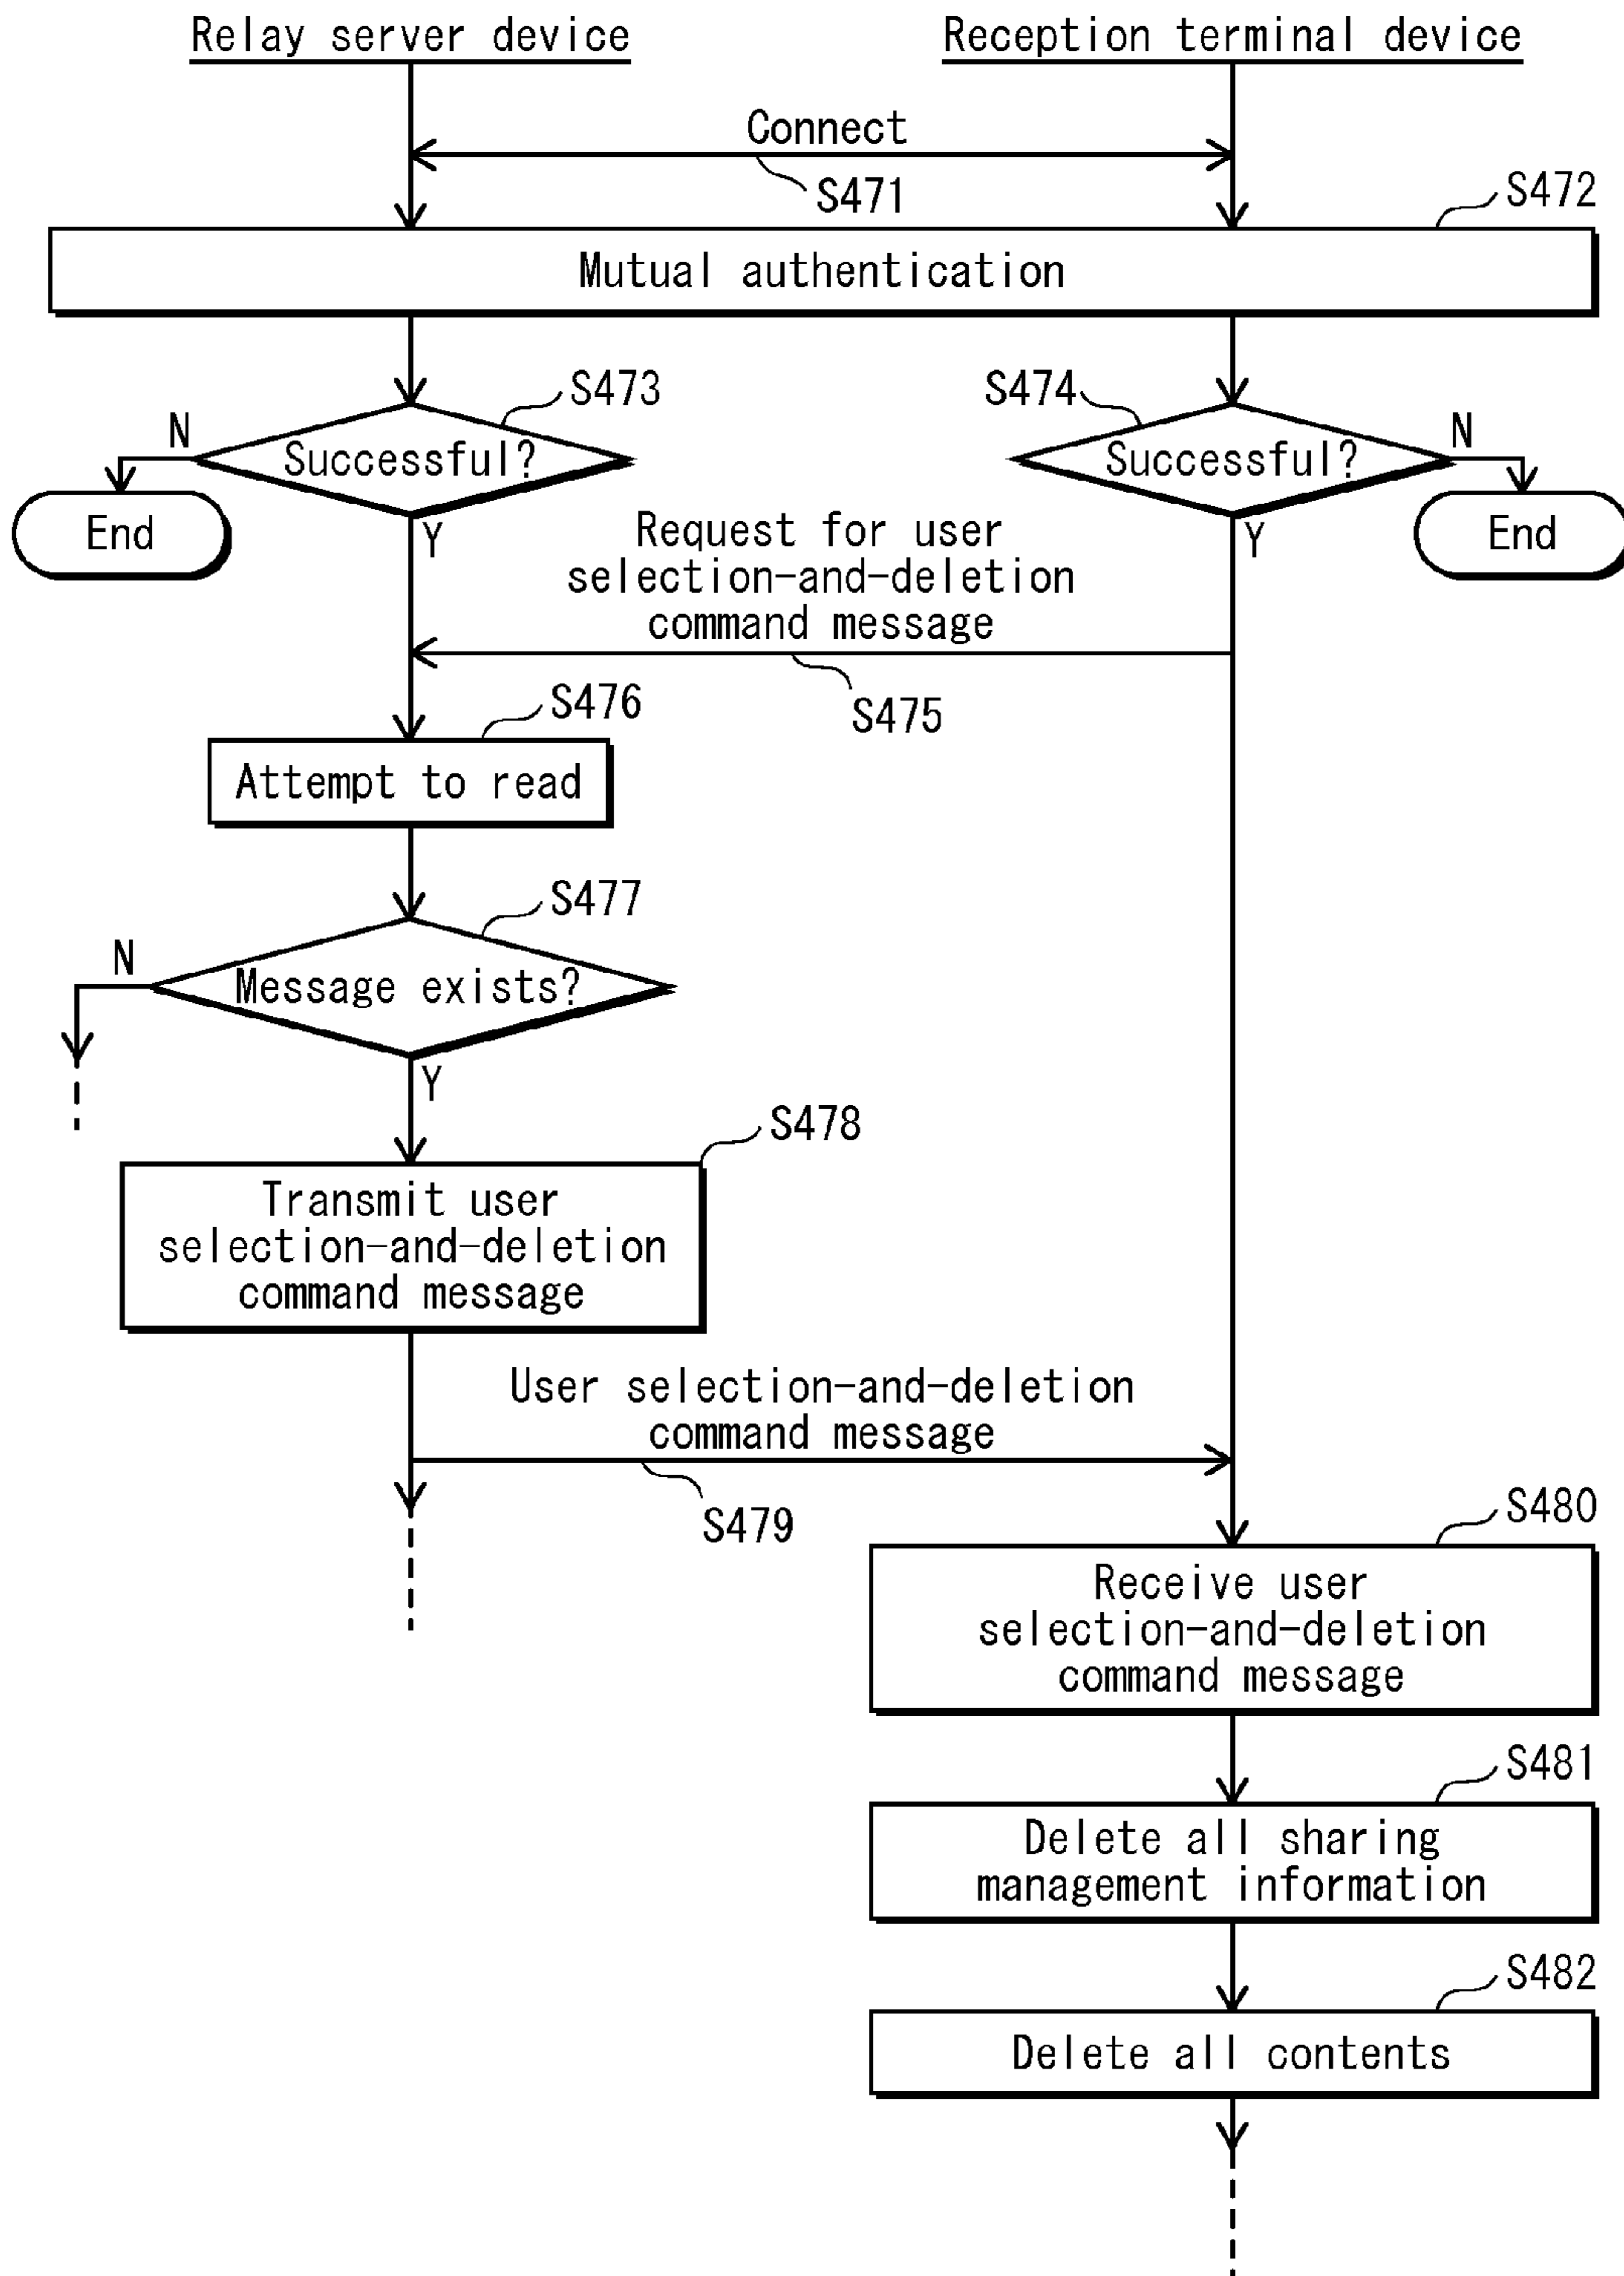 Relay server device
Reception terminal device
Connect
S471
S472
Mutual authentication
S473
S474
N
Successful?
Successful?
N
End
Y
Request for user
selection-and-deletion
command message
Y
End
S475
S476
Attempt to read
S477
N
Message exists?
Y
S478
Transmit user
selection-and-deletion
command message
User selection-and-deletion
command message
S479
S480
Receive user
selection-and-deletion
command message
S481
Delete all sharing
management information
S482
Delete all contents